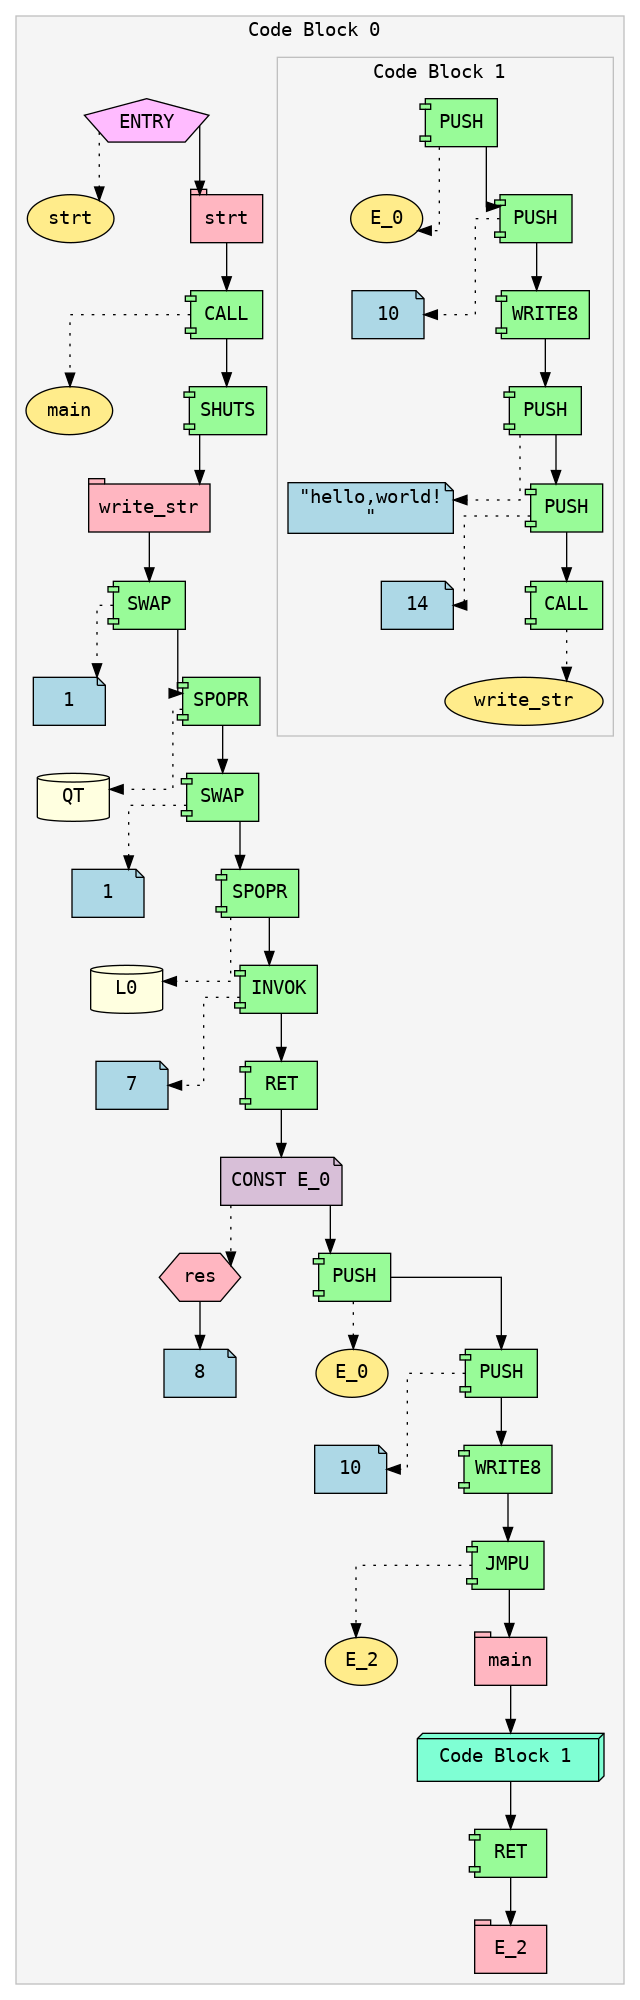 Code Block 0
Code Block 1
ENTRY
PUSH
strt
strt
E_0
PUSH
CALL
10
WRITE8
main
SHUTS
PUSH
write_str
"hello,world!
"
PUSH
SWAP
14
CALL
1
SPOPR
write_str
QT
SWAP
1
SPOPR
L0
INVOK
7
RET
CONST E_0
res
PUSH
8
E_0
PUSH
10
WRITE8
JMPU
E_2
main
Code Block 1
RET
E_2